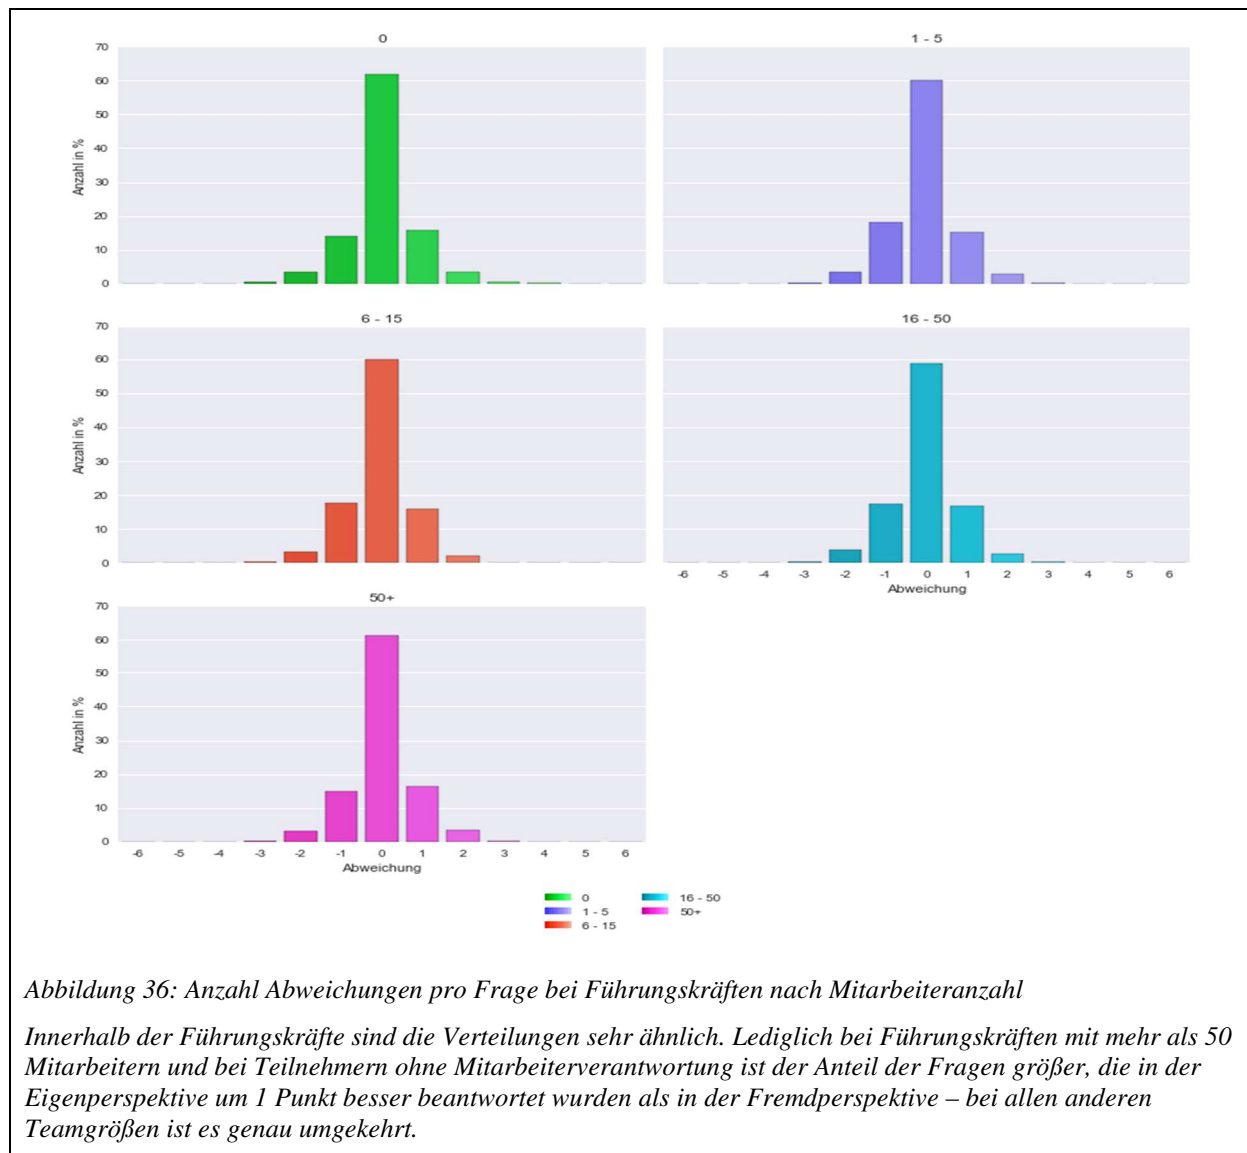 0
1 - 5
70
60
50
40
30
20
10
0
Anzahl in %
6 - 15
16 - 50
70
60
50
40
30
20
10
0
Anzahl in %
-6 -5 -4 -3 -2 -1 0 1 2 3 4 5 6
Abweichung
50+
70
60
50
40
30
20
10
0
Anzahl in %
-6 -5 -4 -3 -2 -1 0 1 2 3 4 5 6
Abweichung
0 16 - 50
1 - 5 50+
6 - 15
Abbildung 36: Anzahl Abweichungen pro Frage bei Führungskräften nach Mitarbeiteranzahl
Innerhalb der Führungskräfte sind die Verteilungen sehr ähnlich. Lediglich bei Führungskräften mit mehr als 50
Mitarbeitern und bei Teilnehmern ohne Mitarbeiterverantwortung ist der Anteil der Fragen größer, die in der
Eigenperspektive um 1 Punkt besser beantwortet wurden als in der Fremdperspektive – bei allen anderen
Teamgrößen ist es genau umgekehrt.